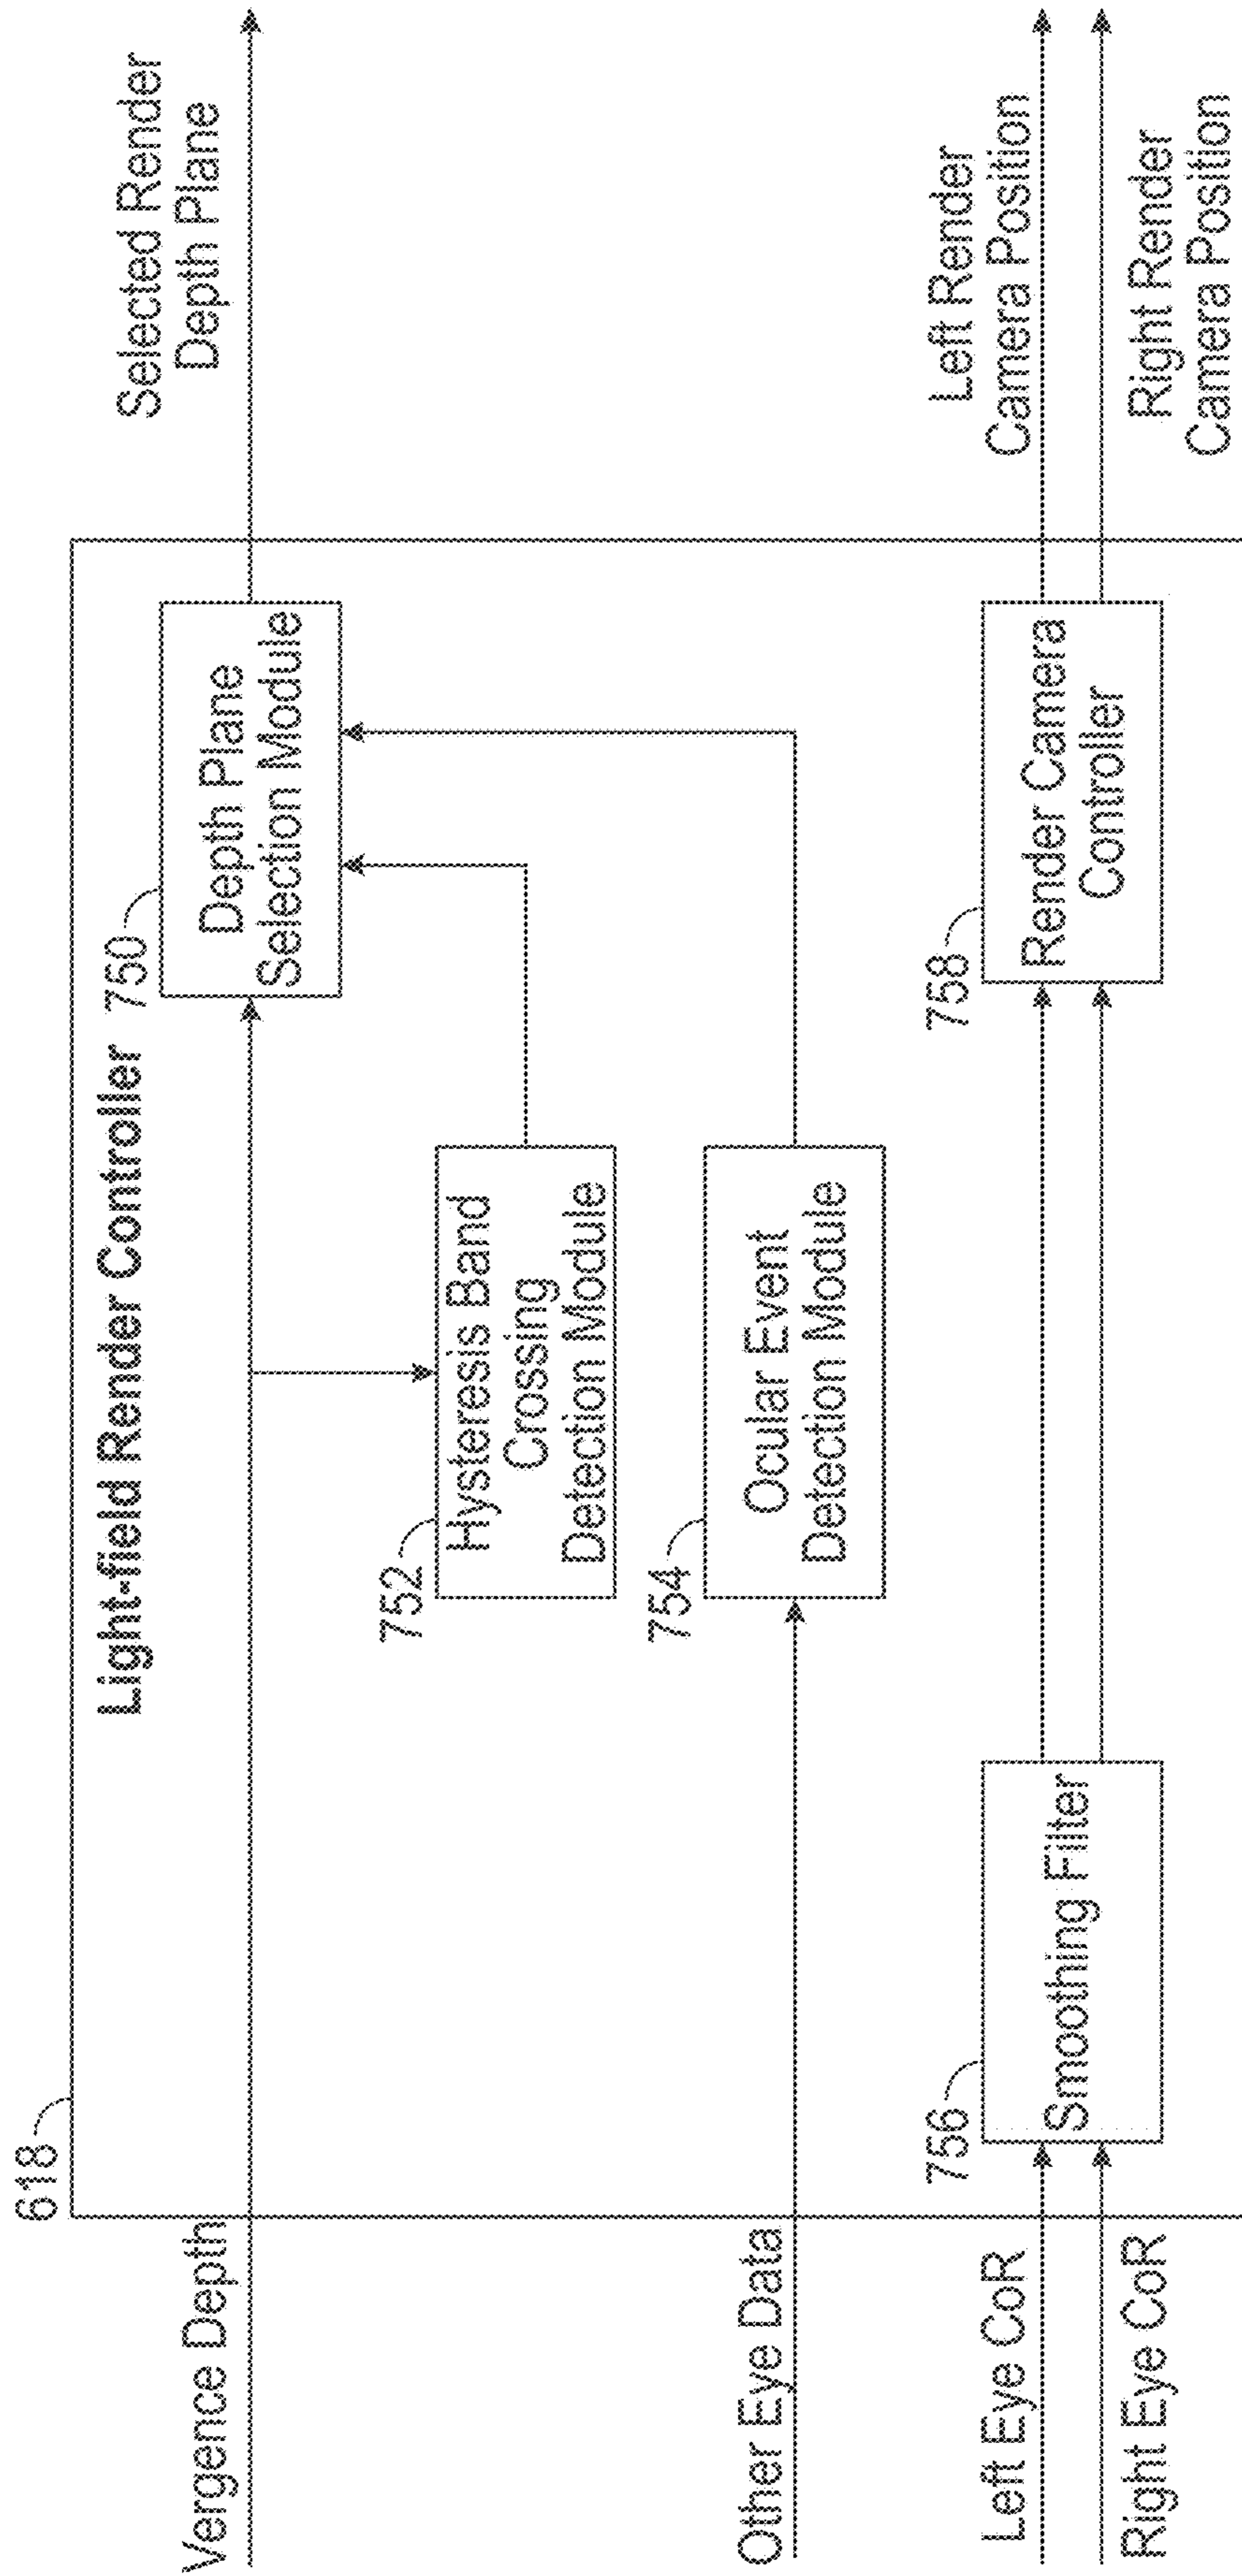 618
Light-field Render Controller
Vergence Depth
750
Depth Plane
Selection Module
Selected Render
Depth Plane
752
Hysteresis Band
Crossing
Detection Module
Other Eye Data
754
Ocular Event
Detection Module
Left Eye CoR
Right Eye CoR
756
Smoothing Filter
758
Render Camera
Controller
Left Render
Camera Position
Right Render
Camera Position